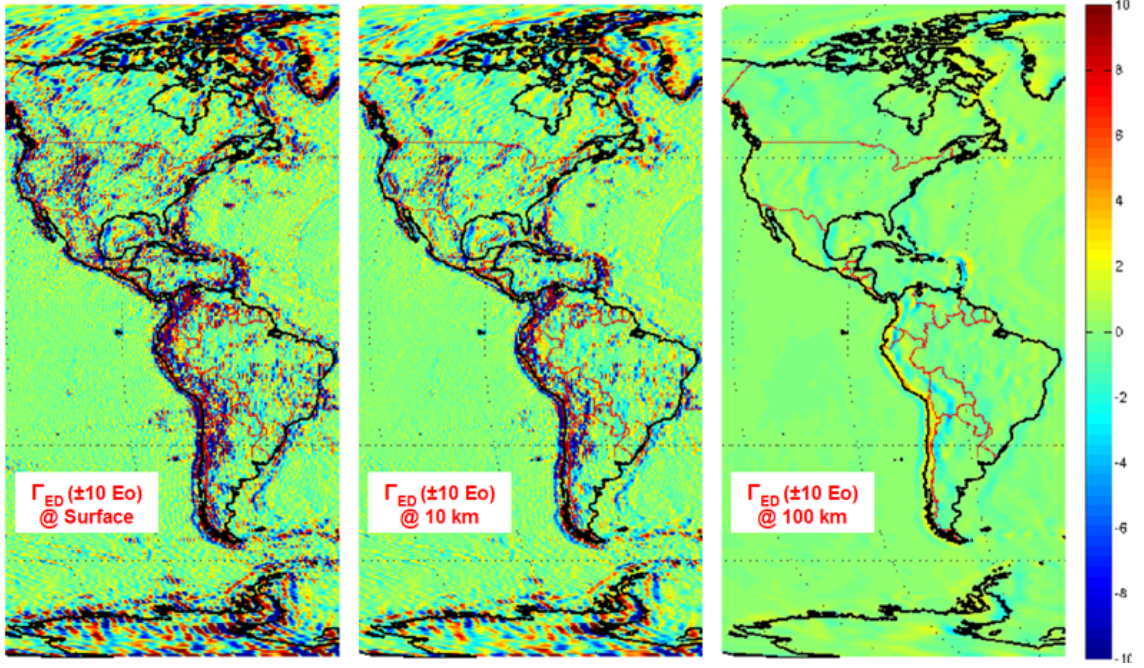 Γ_ED (±10 Eo)
@ Surface
Γ_ED (±10 Eo)
@ 10 km
Γ_ED (±10 Eo)
@ 100 km
10
8
6
4
2
0
-2
-4
-6
-8
-10